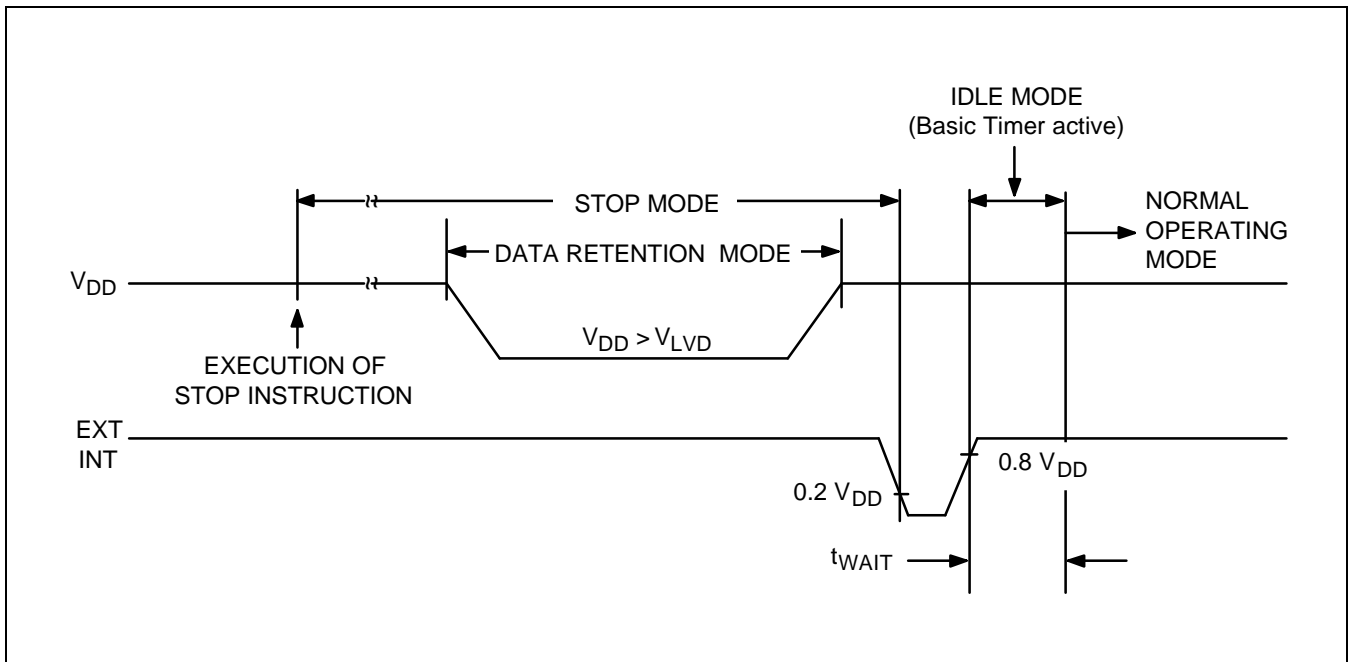 IDLE MODE
(Basic Timer active)
STOP MODE
NORMAL
OPERATING
MODE
DATA RETENTION MODE
VDD
VDD > VLVD
EXECUTION OF
STOP INSTRUCTION
EXT
INT
0.8 VDD
0.2 VDD
tWAIT